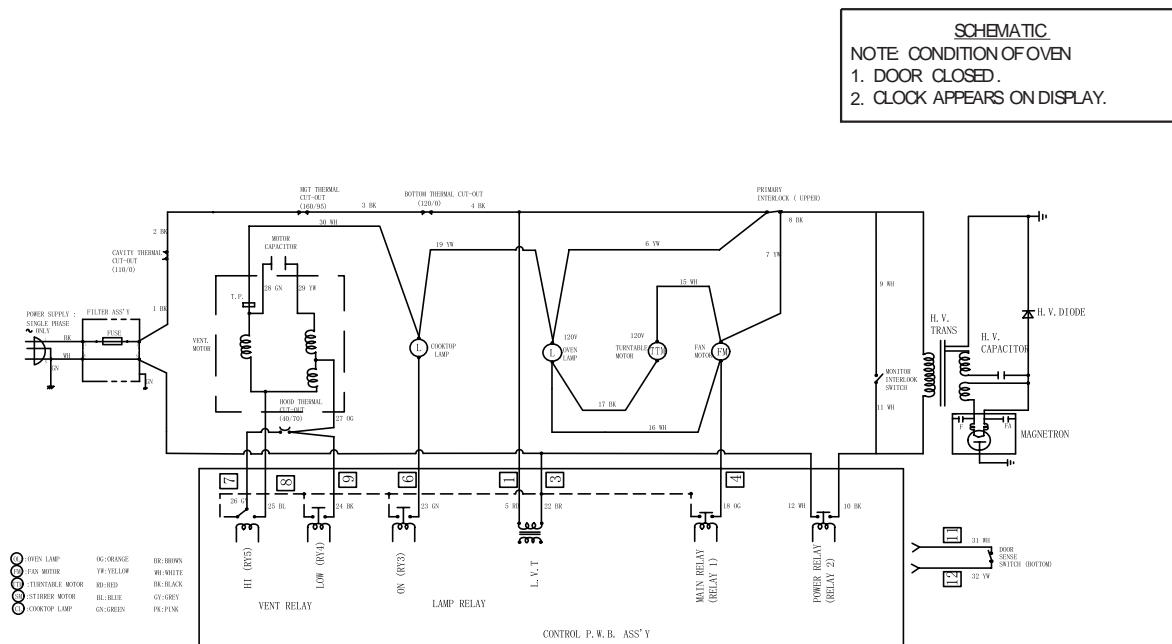 SCHEMATIC
NOTE: CONDITION OF OVEN
1. DOOR CLOSED.
2. CLOCK APPEARS ON DISPLAY.
MGT THERMAL
CUT-OUT
(160/95)
3 BK
BOTTOM THERMAL CUT-OUT
(120/0)
4 BK
PRIMARY
INTERLOCK ( UPPER)
8 BK
2 BK
30 WH
19 YW
6 YW
7 YW
CAVITY THERMAL
CUT-OUT
(110/0)
MOTOR
CAPACITOR
28 GN
29 YW
15 WH
9 WH
T.P.
1 BK
POWER SUPPLY :
SINGLE PHASE
~ ONLY
FILTER ASS'Y
FUSE
BK
WH
GN
GN
VENT.
MOTOR
L
COOKTOP
LAMP
120V
L
OVEN
LAMP
120V
TURNTABLE
MOTOR
TTM
FAN
MOTOR
FM
H.V.
TRANS
H.V.
CAPACITOR
H.V.DIODE
MONITOR
INTERLOOK
SWITCH
HOOD THERMAL
CUT-OUT
(40/70)
27 OG
17 BK
16 WH
11 WH
F
FA
MAGNETRON
7
8
9
6
1
3
4
26 GY
25 BL
24 BK
23 GN
5 RD
22 BR
18 OG
12 WH
10 BK
HI (RY5)
LOW (RY4)
ON (RY3)
L.V.T
MAIN RELAY
(RELAY 1)
POWER RELAY
(RELAY 2)
VENT RELAY
LAMP RELAY
CONTROL P.W.B. ASS'Y
11
31 WH
DOOR
SENSE
SWITCH (BOTTOM)
12
32 YW
OL :OVEN LAMP
OG:ORANGE
BR:BROWN
FM :FAN MOTOR
YW:YELLOW
WH:WHITE
TTM :TURNTABLE MOTOR
RD:RED
BK:BLACK
SM :STIRRER MOTOR
BL:BLUE
GY:GREY
CL :COOKTOP LAMP
GN:GREEN
PK:PINK